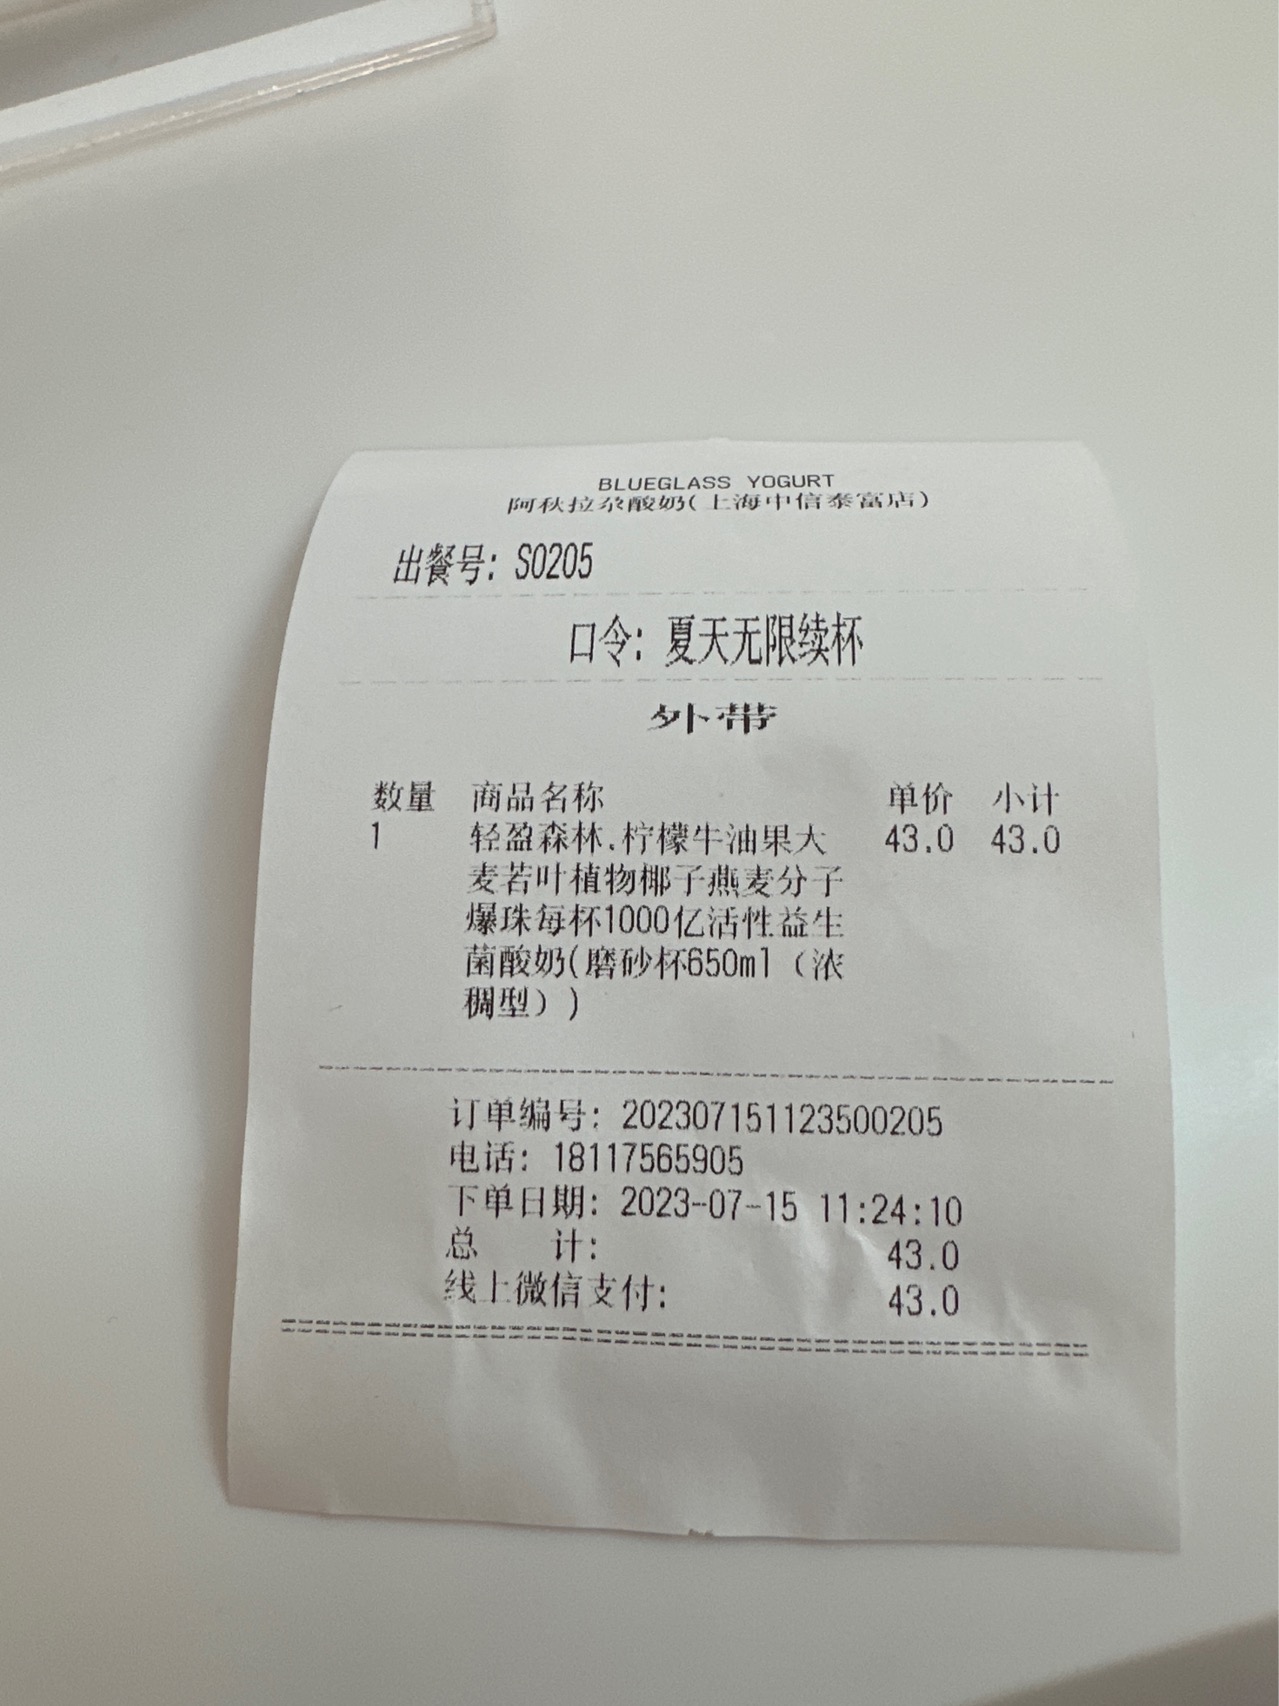 BLUEGLASS YOGURT
阿秋拉尕酸奶(上海中信泰富店)
出餐号: S0205
口令: 夏天无限续杯
外带
数量 商品名称 单价 小计
1 轻盈森林.柠檬牛油果大 43.0 43.0
麦若叶植物椰子燕麦分子
爆珠每杯1000亿活性益生
菌酸奶(磨砂杯650ml（浓
稠型）)
订单编号: 202307151123500205
电话: 18117565905
下单日期: 2023-07-15 11:24:10
总 计: 43.0
线上微信支付: 43.0